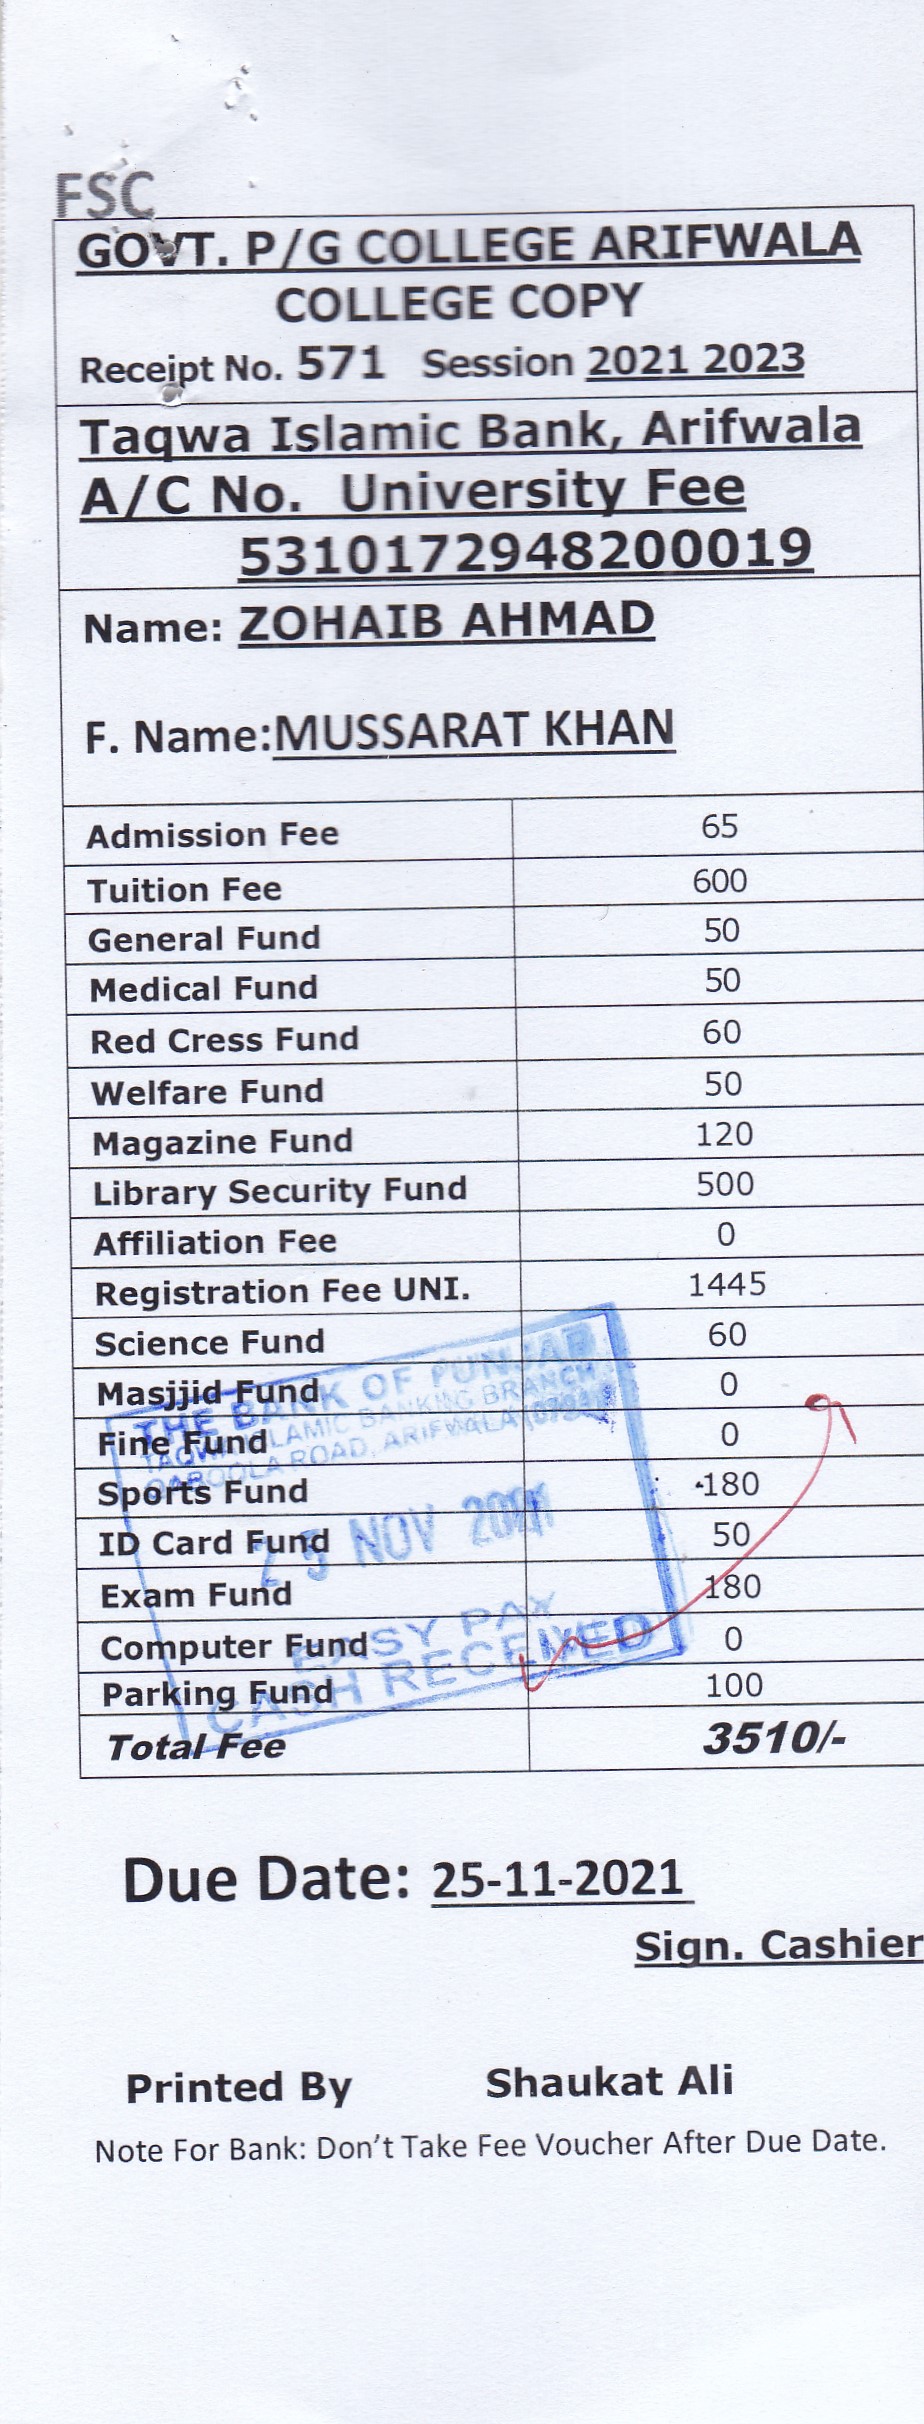 FSC
GOVT. P/G COLLEGE ARIFWALA
COLLEGE COPY
Receipt No. 571 Session 2021 2023
Taqwa Islamic Bank, Arifwala
A/C No. University Fee
5310172948200019
Name: ZOHAIB AHMAD
F. Name:MUSSARAT KHAN
Admission Fee 65
Tuition Fee 600
General Fund 50
Medical Fund 50
Red Cress Fund 60
Welfare Fund 50
Magazine Fund 120
Library Security Fund 500
Affiliation Fee 0
Registration Fee UNI. 1445
Science Fund 60
Masjjid Fund 0
Fine Fund 0
Sports Fund 180
ID Card Fund 50
Exam Fund 180
Computer Fund 0
Parking Fund 100
Total Fee 3510/-
THE BANK OF PUNJAB
TAQWA ISLAMIC BANKING BRANCH
ROAD, ARIFWALA
NOV
EASY PAY
CASH RECEIVED
Due Date: 25-11-2021
Sign. Cashier
Printed By Shaukat Ali
Note For Bank: Don't Take Fee Voucher After Due Date.